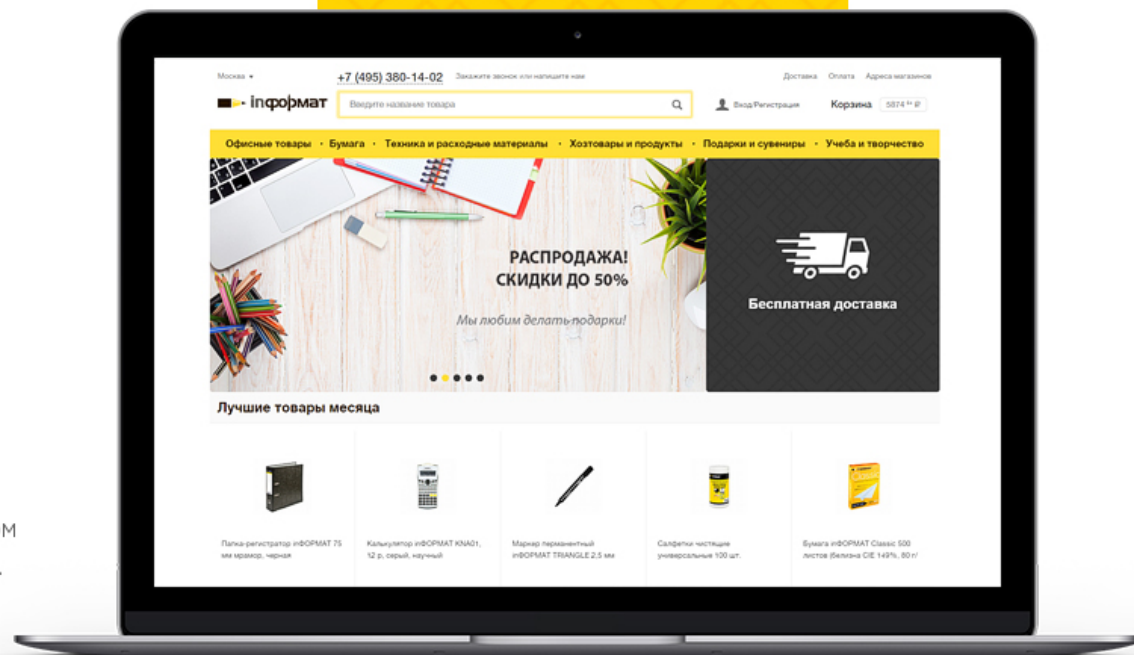 Москва
+7 (495) 380-14-02
Закажите звонок или напишите нам
Доставка Оплата Адреса магазинов
inформат
Введите название товара
Вход/Регистрация
Корзина 5874
Офисные товары · Бумага · Техника и расходные материалы · Хозтовары и продукты · Подарки и сувениры · Учеба и творчество
РАСПРОДАЖА!
СКИДКИ ДО 50%
Мы любим делать подарки!
Бесплатная доставка
Лучшие товары месяца
Папка-регистратор inФОРМАТ 75
мм мрамор, черная
Калькулятор inФОРМАТ KNA01,
12 р, серый, научный
Маркер перманентный
inФОРМАТ TRIANGLE 2,5 мм
Салфетки чистящие
универсальные 100 шт.
Бумага inФОРМАТ Classic 500
листов (белизна CIE 149%, 80 г/